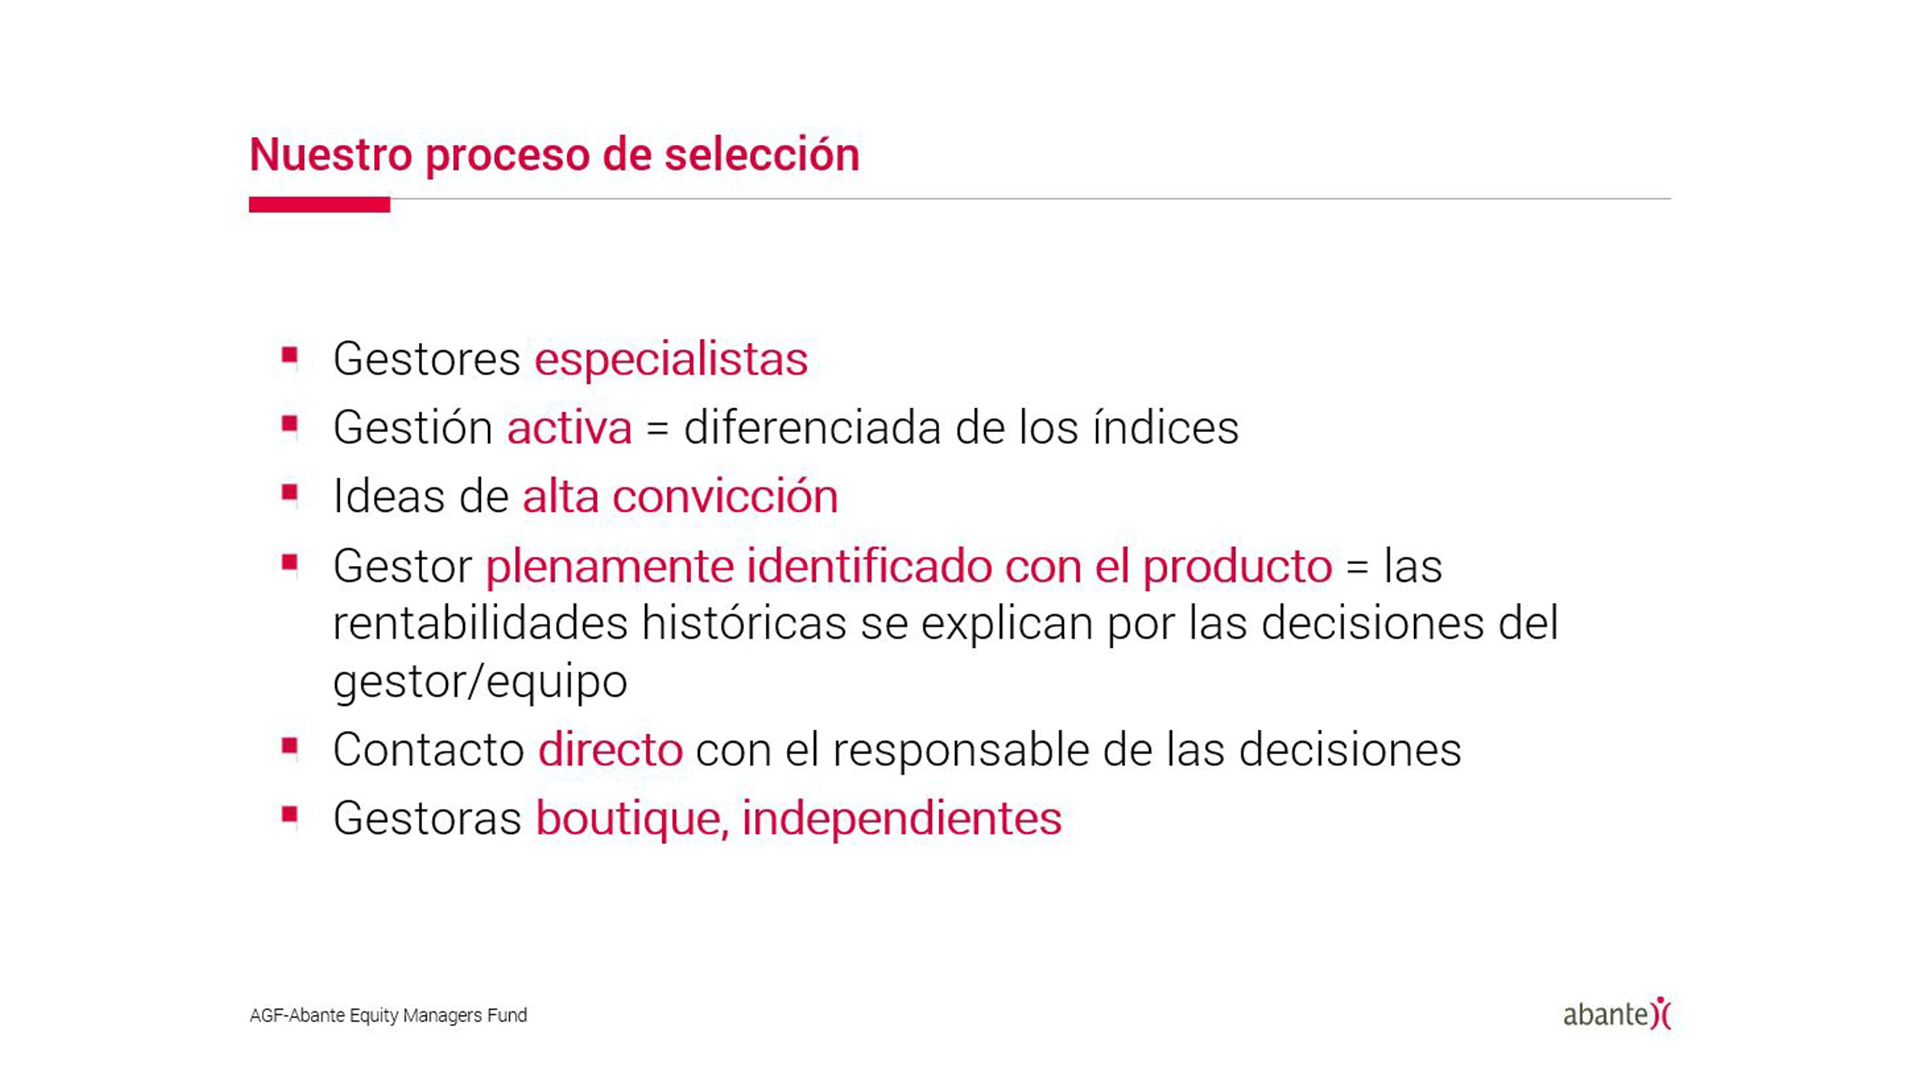 Nuestro proceso de selección
Gestores especialistas
Gestión activa = diferenciada de los índices
Ideas de alta convicción
Gestor plenamente identificado con el producto = las
rentabilidades históricas se explican por las decisiones del
gestor/equipo
Contacto directo con el responsable de las decisiones
Gestoras boutique, independientes
AGF-Abante Equity Managers Fund
abante